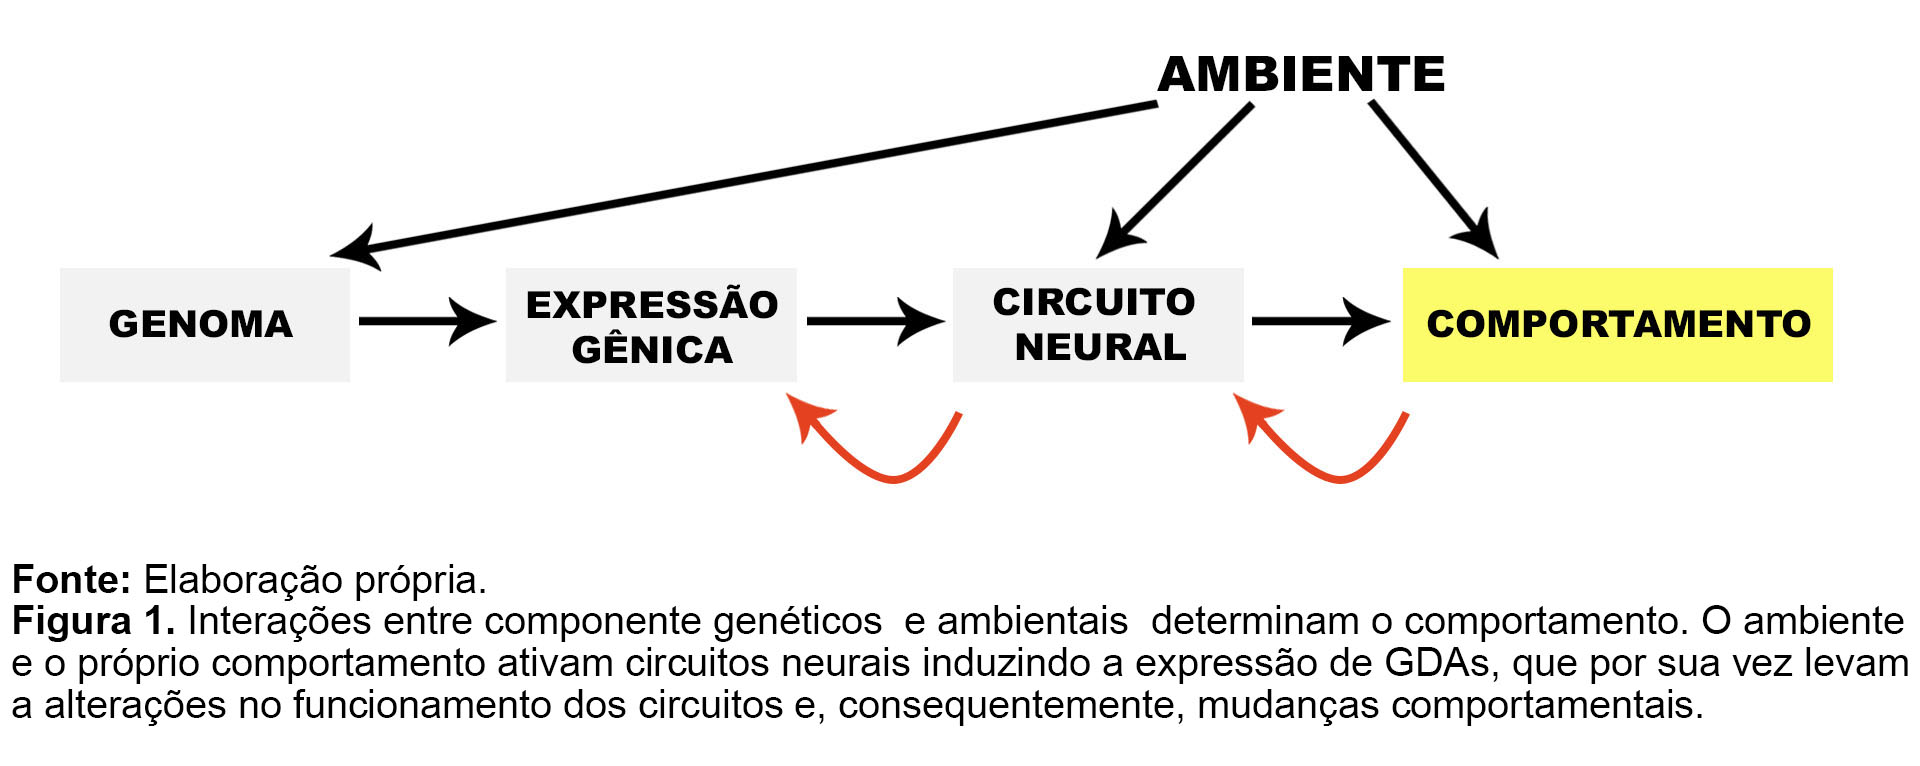 AMBIENTE
GENOMA
EXPRESSÃO
GÊNICA
CIRCUITO
NEURAL
COMPORTAMENTO
Fonte: Elaboração própria.
Figura 1. Interações entre componente genéticos e ambientais determinam o comportamento. O ambiente
e o próprio comportamento ativam circuitos neurais induzindo a expressão de GDAs, que por sua vez levam
a alterações no funcionamento dos circuitos e, consequentemente, mudanças comportamentais.